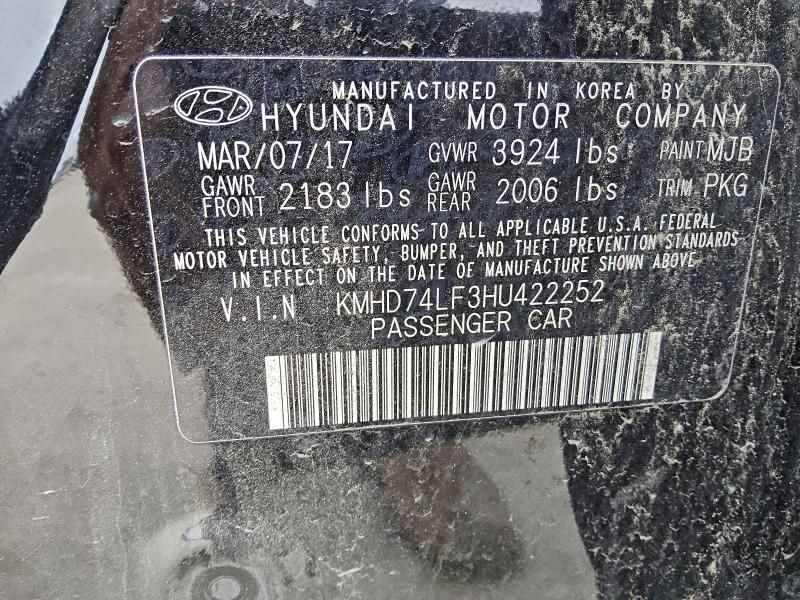 MANUFACTURED IN KOREA BY
HYUNDAI MOTOR COMPANY
MAR/07/17 GVWR 3924 lbs PAINT MJB
GAWR FRONT 2183 lbs GAWR REAR 2006 lbs TRIM PKG
THIS VEHICLE CONFORMS TO ALL APPLICABLE U.S.A. FEDERAL
MOTOR VEHICLE SAFETY, BUMPER, AND THEFT PREVENTION STANDARDS
IN EFFECT ON THE DATE OF MANUFACTURE SHOWN ABOVE.
V.I.N KMHD74LF3HU422252
PASSENGER CAR